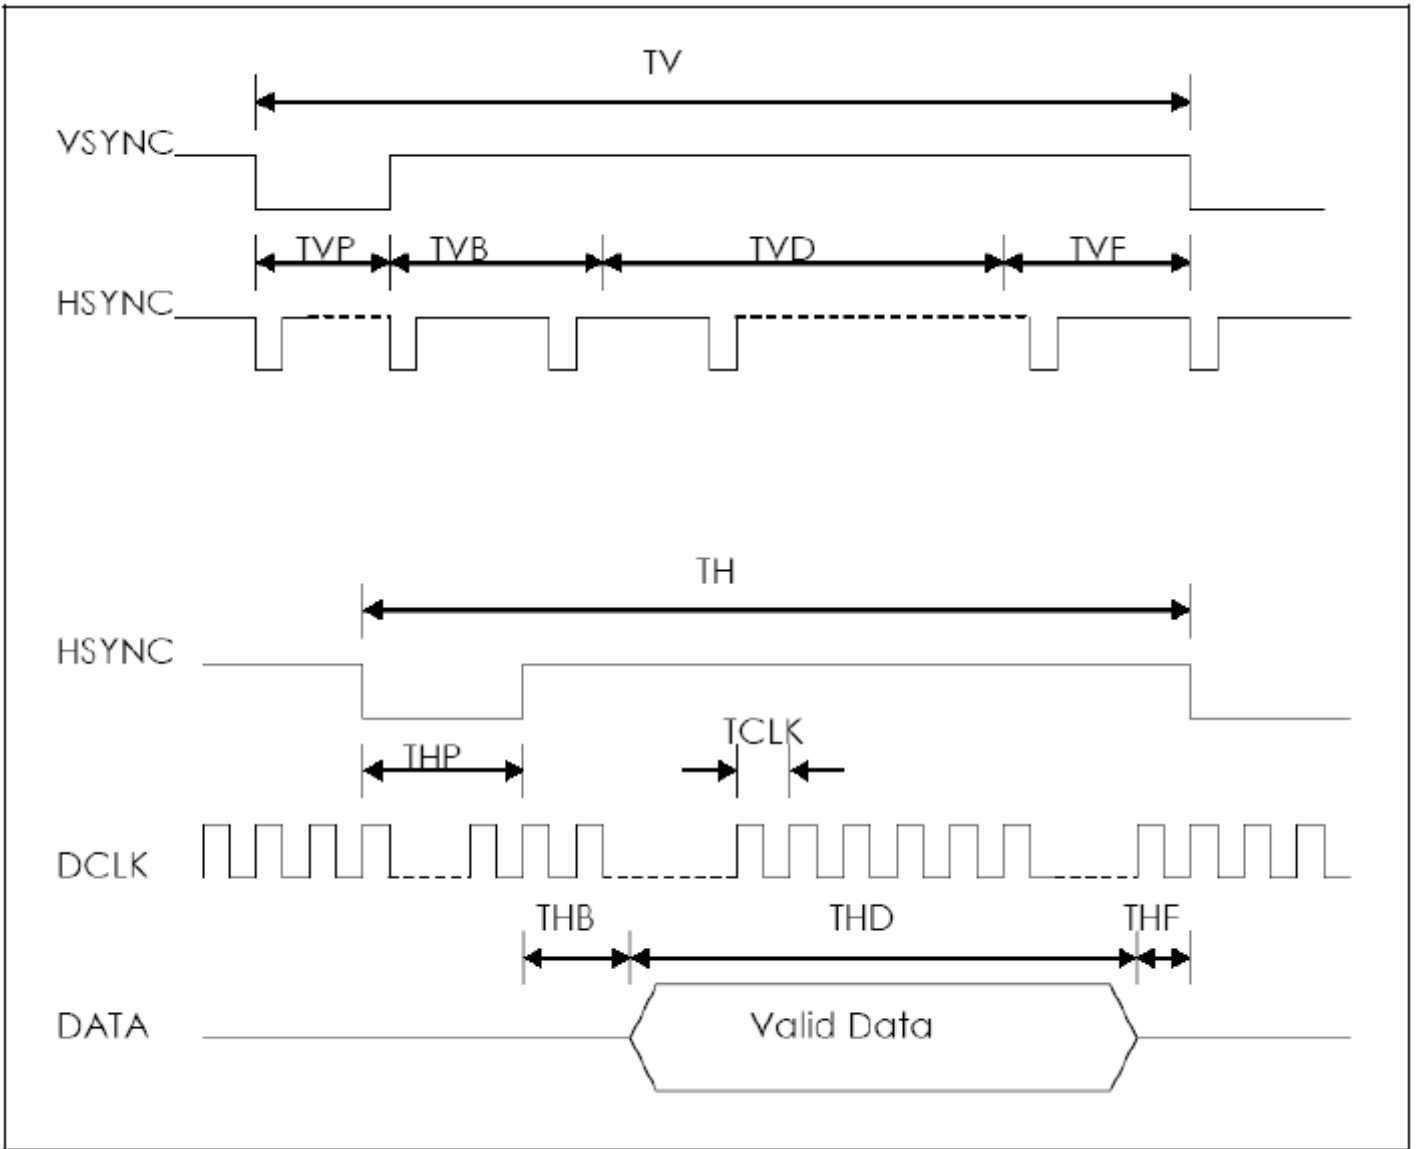 TV
VSYNC
TVP TVB TVD TVF
HSYNC
TH
HSYNC
TCLK
THP
DCLK
THB THD THF
DATA Valid Data